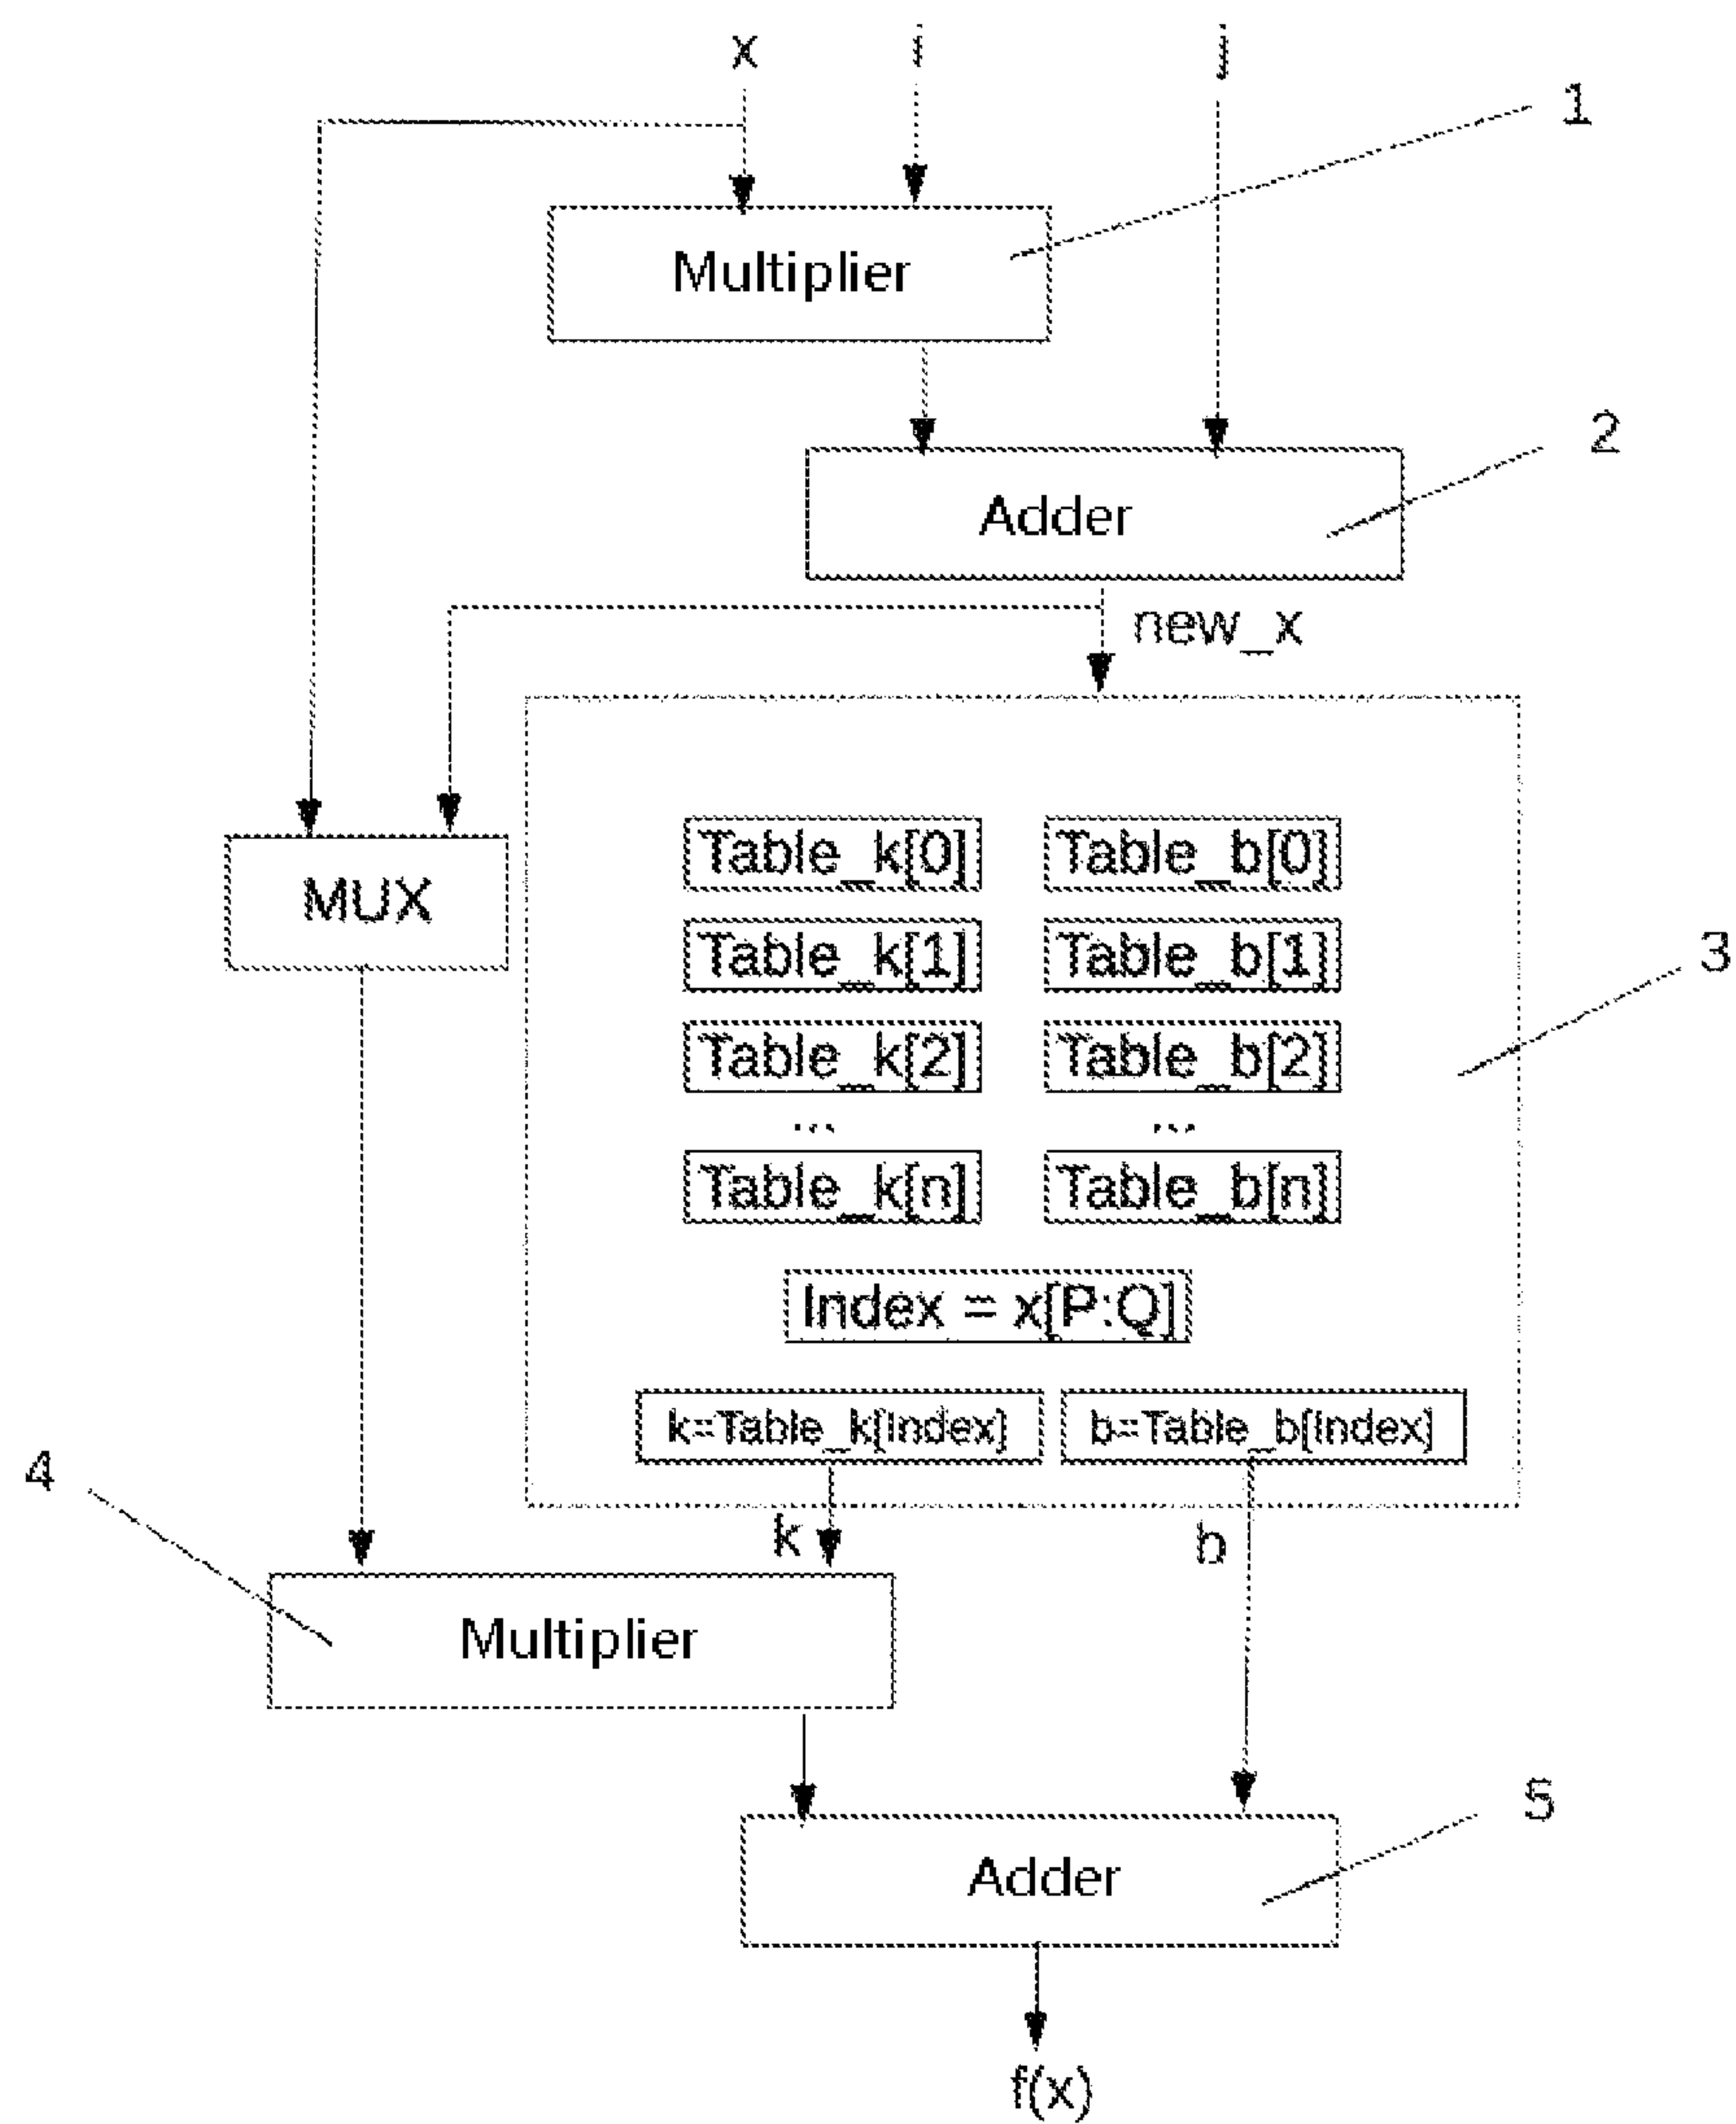 x i j
1
Multiplier
2
Adder
new_x
Table_k[0] Table_b[0]
MUX
Table_k[1] Table_b[1]
3
Table_k[2] Table_b[2]
... ...
Table_k[n] Table_b[n]
Index = x[P:Q]
k=Table_k[Index] b=Table_b[Index]
4
k b
Multiplier
5
Adder
f(x)